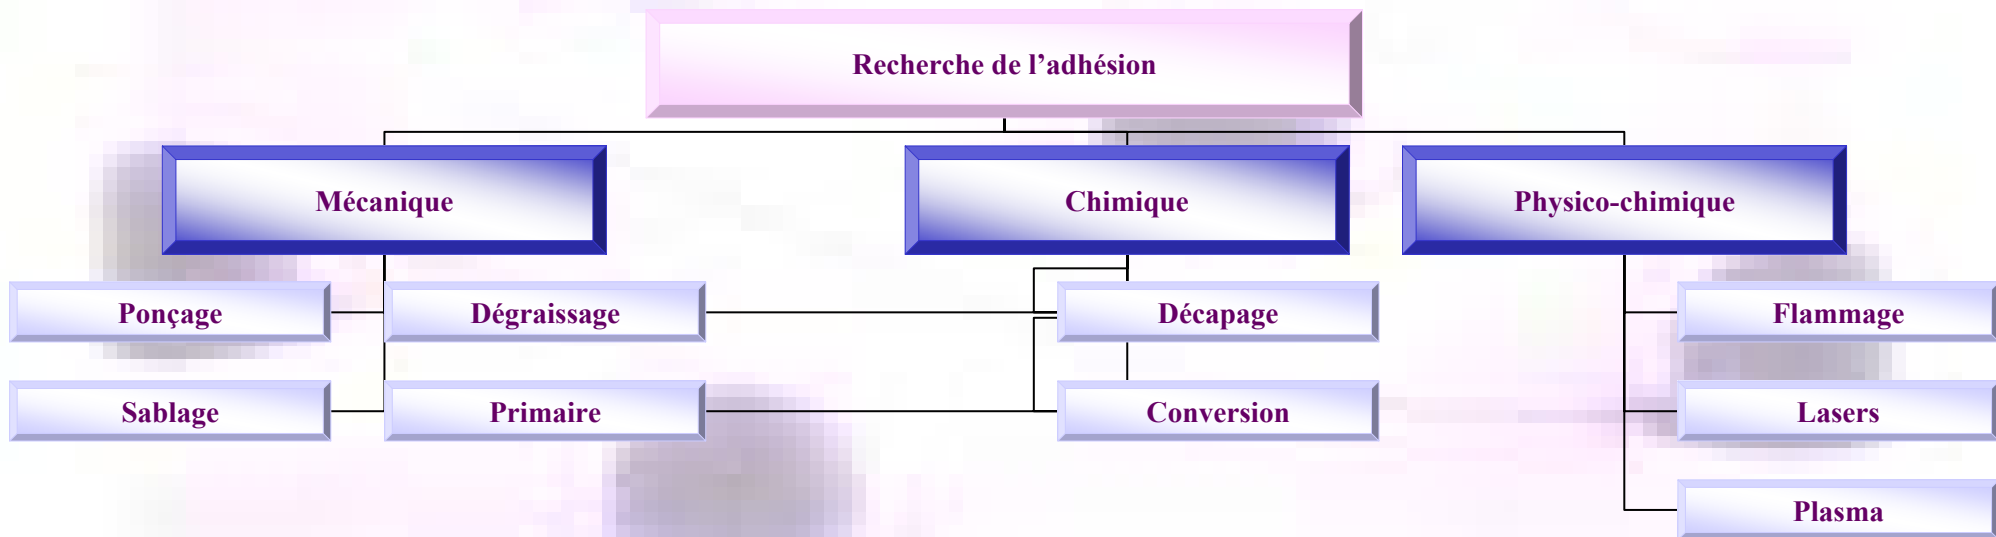 Recherche de l’adhésion
Mécanique
Chimique
Physico-chimique
Ponçage
Dégraissage
Décapage
Flammage
Sablage
Primaire
Conversion
Lasers
Plasma